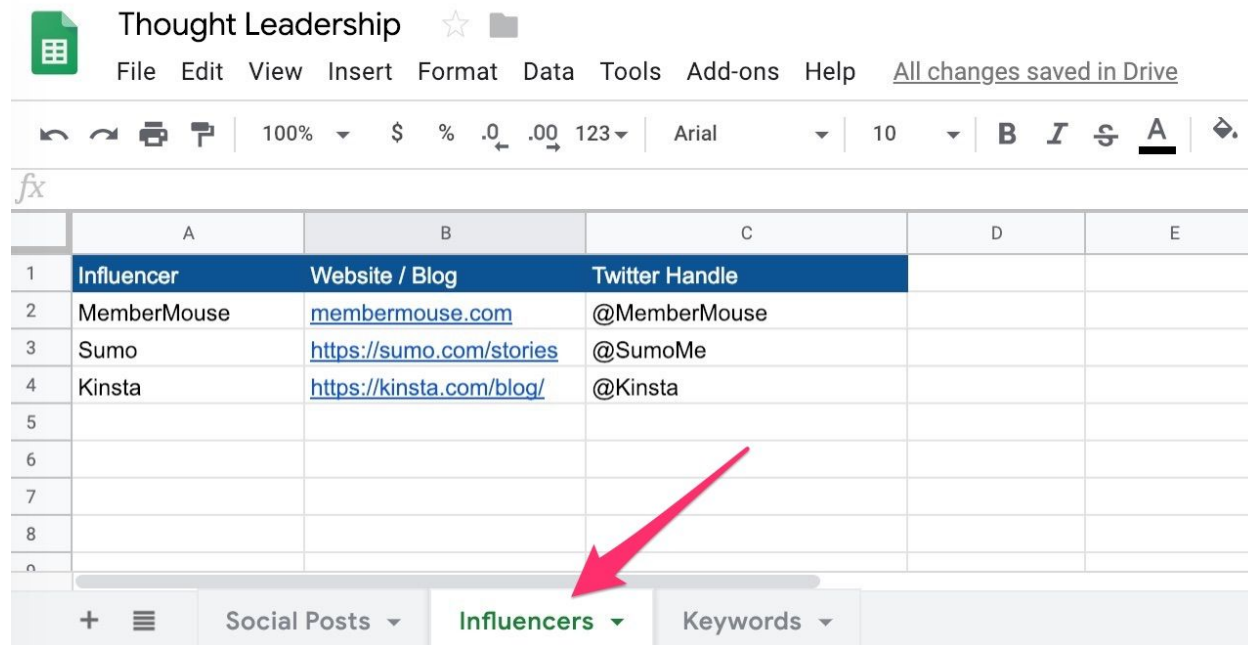 Thought Leadership
File Edit View Insert Format Data Tools Add-ons Help All changes saved in Drive
100% $ % .0 .00 123 Arial 10 B I S A
fx
A B C D E
1 Influencer Website / Blog Twitter Handle
2 MemberMouse membermouse.com @MemberMouse
3 Sumo https://sumo.com/stories @SumoMe
4 Kinsta https://kinsta.com/blog/ @Kinsta
5
6
7
8
9
+ Social Posts Influencers Keywords